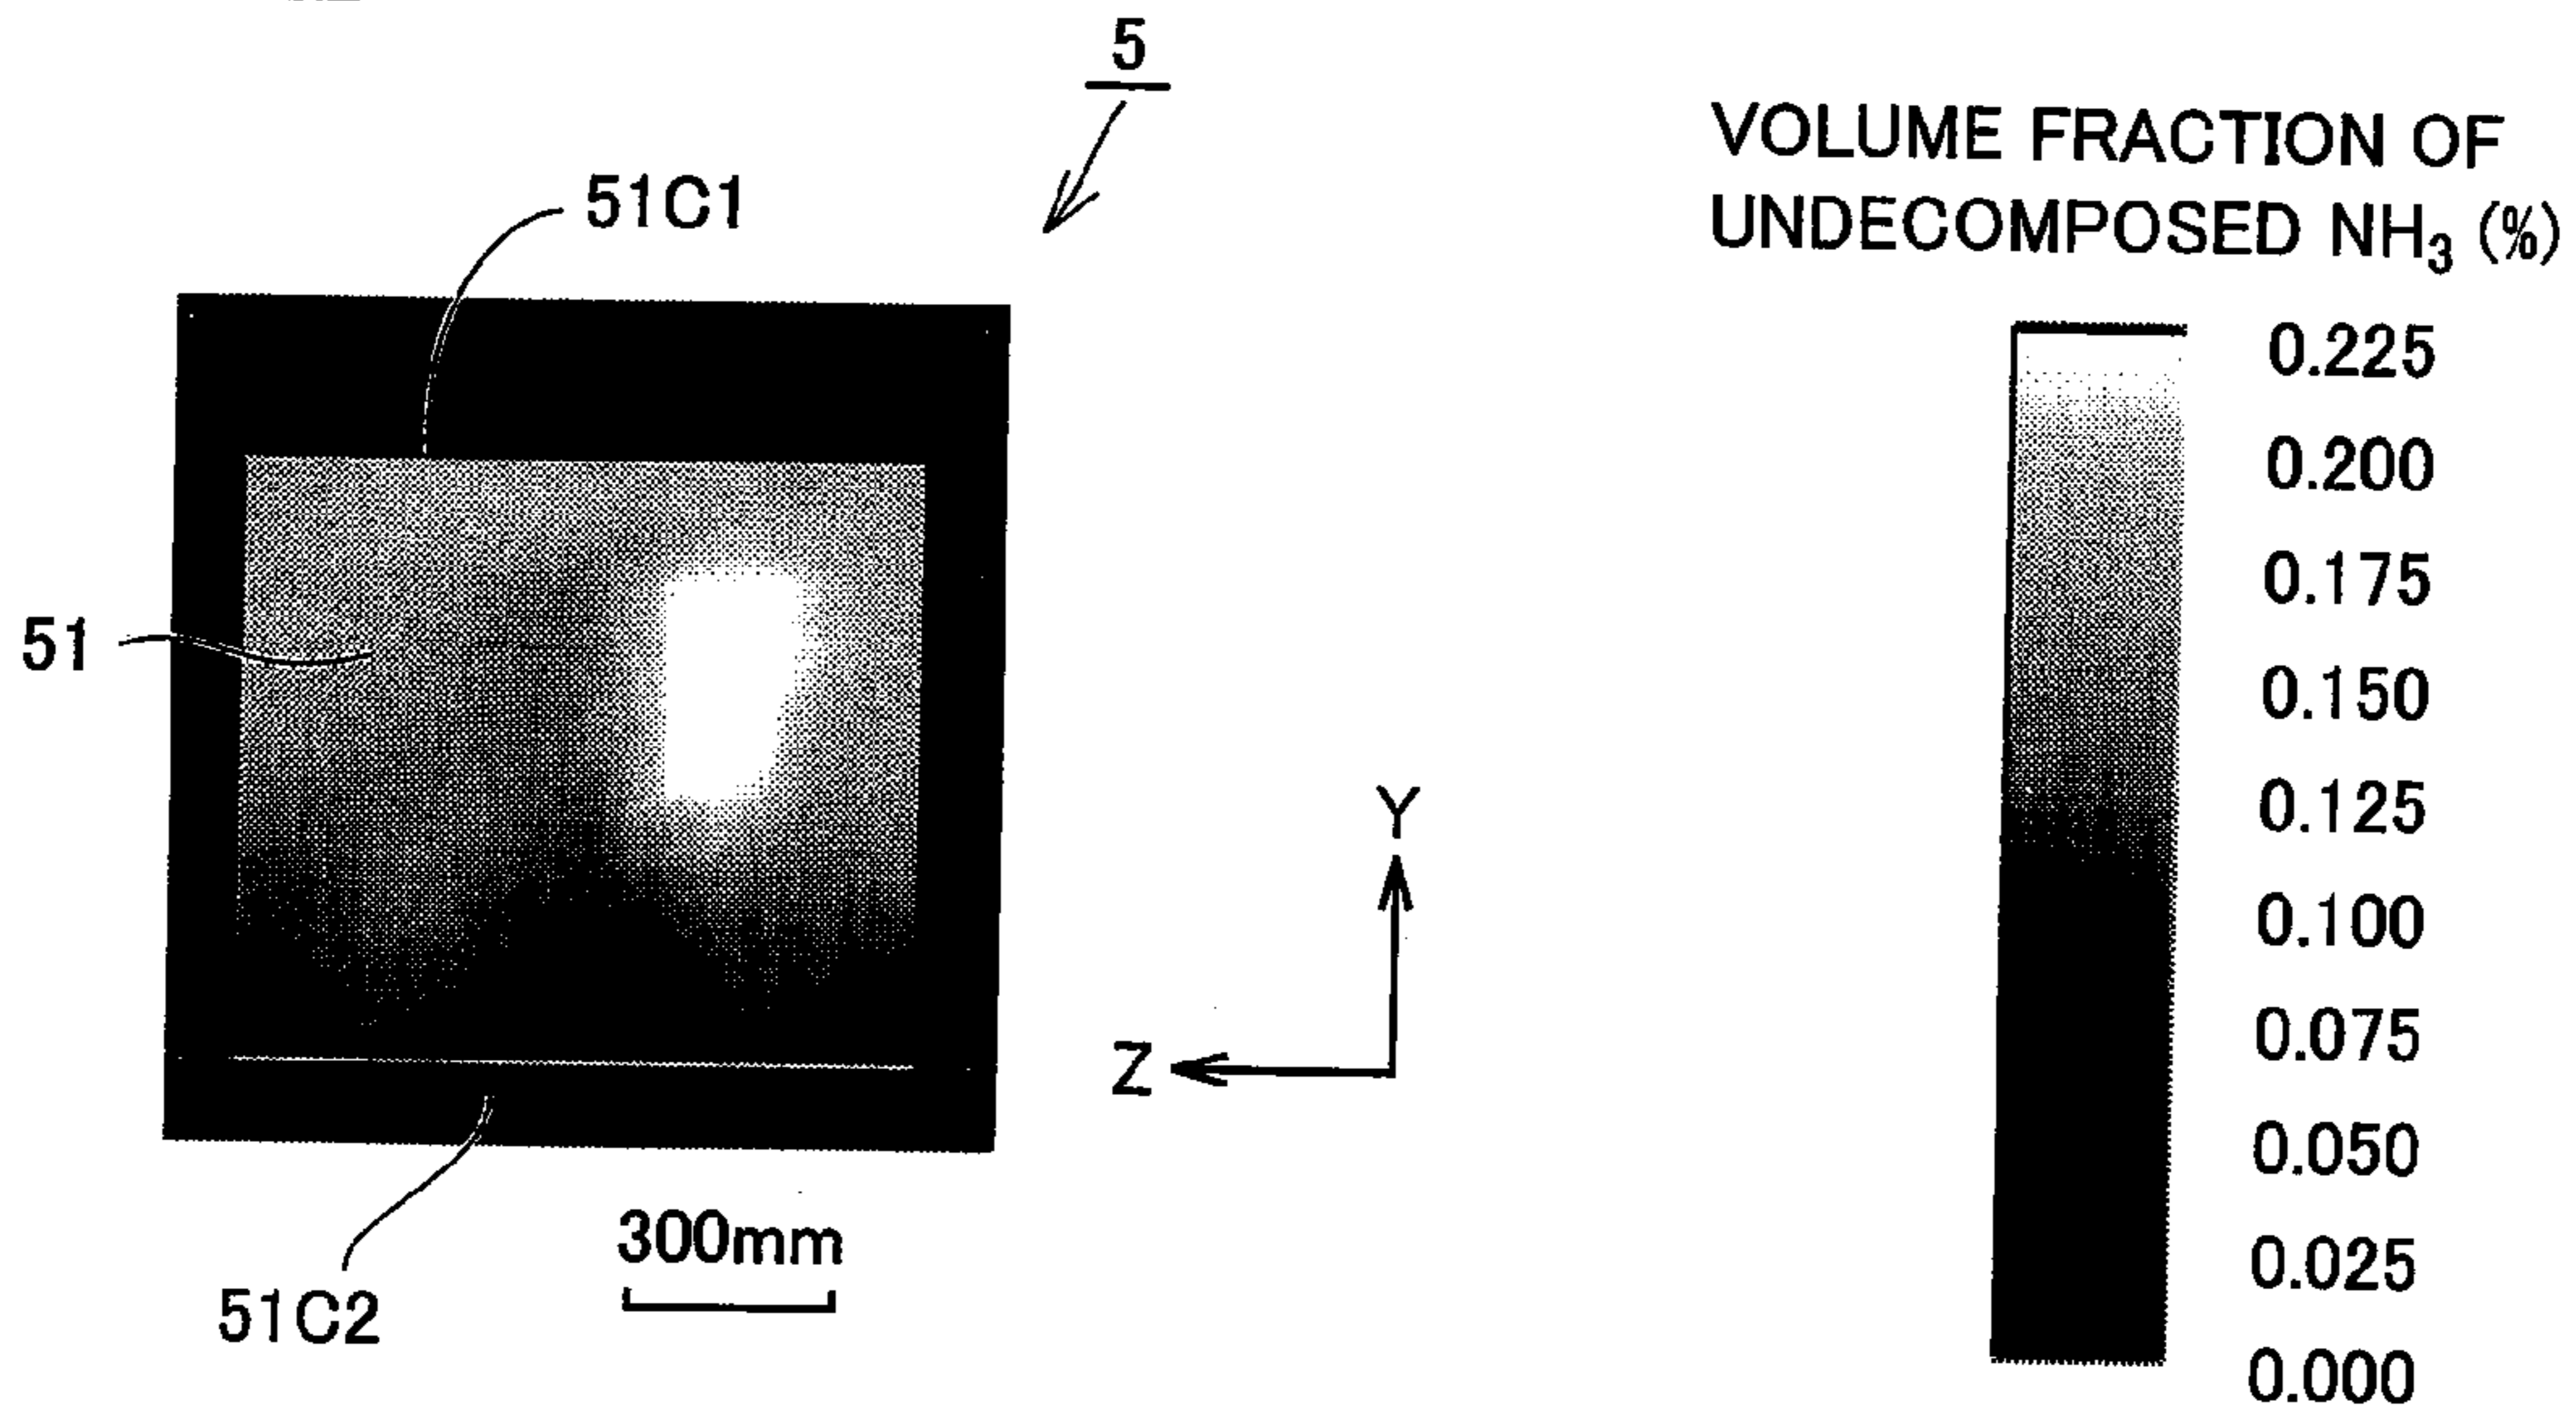 5
51C1
51
51C2
300mm
Y
Z
VOLUME FRACTION OF
UNDECOMPOSED NH₃ (%)
0.225
0.200
0.175
0.150
0.125
0.100
0.075
0.050
0.025
0.000